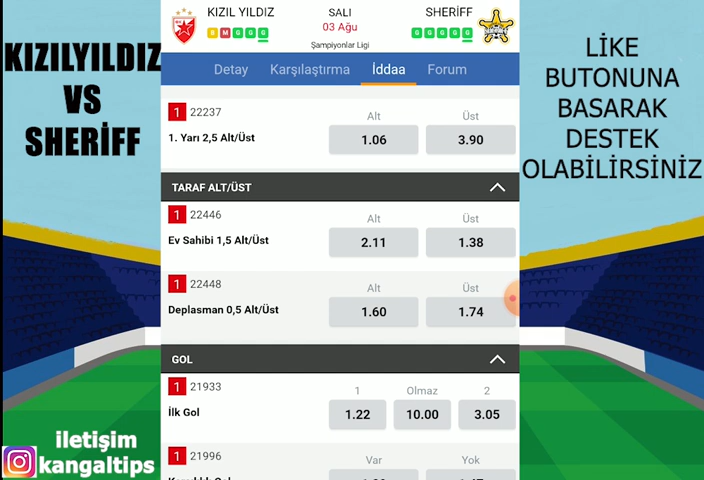 KIZILYILDIZ
VS
SHERİFF
KIZIL YILDIZ
B M G G G
SALI
03 Ağu
Şampiyonlar Ligi
SHERIFF
G G G G G
Detay Karşılaştırma İddaa Forum
1 22237
1. Yarı 2,5 Alt/Üst
Alt Üst
1.06 3.90
TARAF ALT/ÜST
1 22446
Ev Sahibi 1,5 Alt/Üst
Alt Üst
2.11 1.38
1 22448
Deplasman 0,5 Alt/Üst
Alt Üst
1.60 1.74
GOL
1 21933
İlk Gol
1 Olmaz 2
1.22 10.00 3.05
1 21996
Var Yok
LİKE
BUTONUNA
BASARAK
DESTEK
OLABİLİRSİNİZ
iletişim
kangaltips